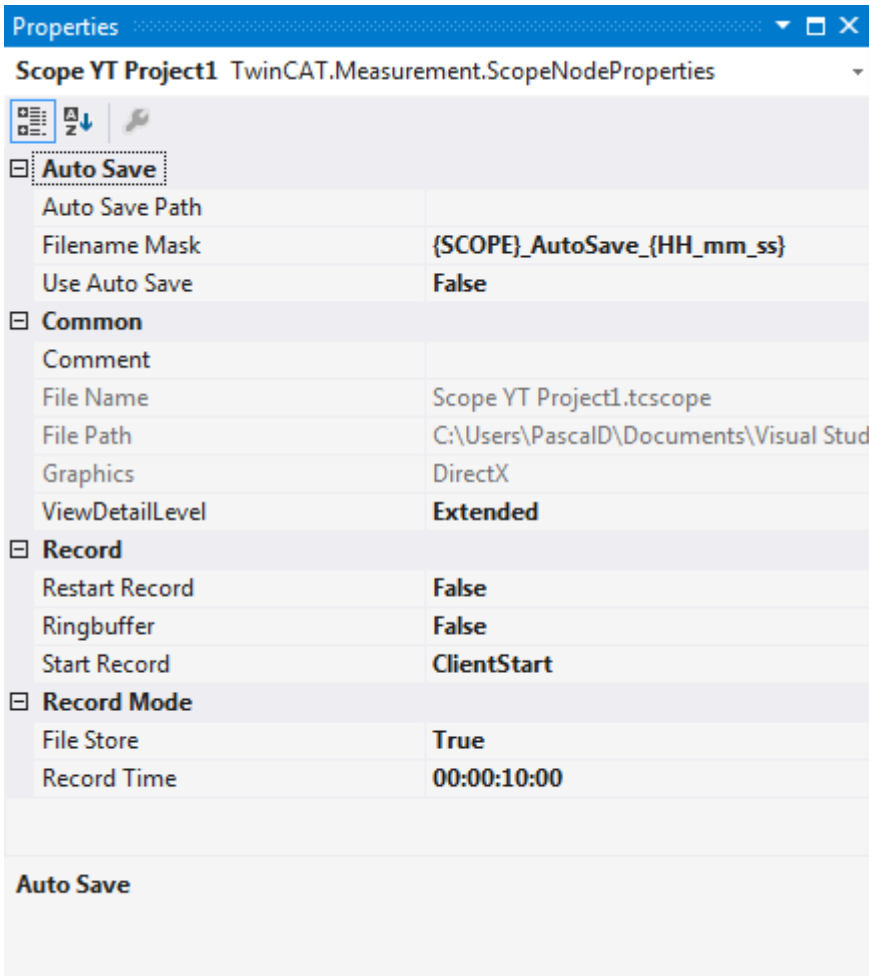 Properties
Scope YT Project1 TwinCAT.Measurement.ScopeNodeProperties
Auto Save
Auto Save Path
Filename Mask {SCOPE}_AutoSave_{HH_mm_ss}
Use Auto Save False
Common
Comment
File Name Scope YT Project1.tcscope
File Path C:\Users\PascalD\Documents\Visual Stud
Graphics DirectX
ViewDetailLevel Extended
Record
Restart Record False
Ringbuffer False
Start Record ClientStart
Record Mode
File Store True
Record Time 00:00:10:00
Auto Save